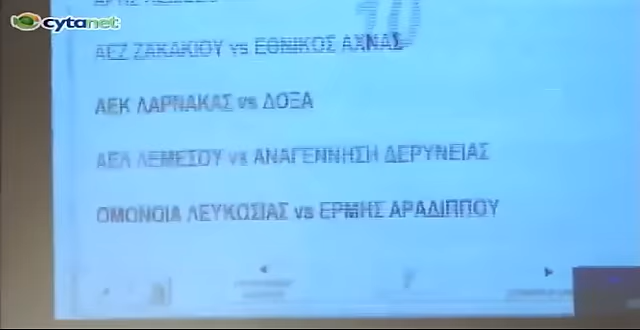 cytanet
10
ΑΕΖ ΖΑΚΑΚΙΟΥ vs ΕΘΝΙΚΟΣ ΑΧΝΑΣ
ΑΕΚ ΛΑΡΝΑΚΑΣ vs ΔΟΞΑ
ΑΕΛ ΛΕΜΕΣΟΥ vs ΑΝΑΓΕΝΝΗΣΗ ΔΕΡΥΝΕΙΑΣ
ΟΜΟΝΟΙΑ ΛΕΥΚΩΣΙΑΣ vs ΕΡΜΗΣ ΑΡΑΔΙΠΠΟΥ